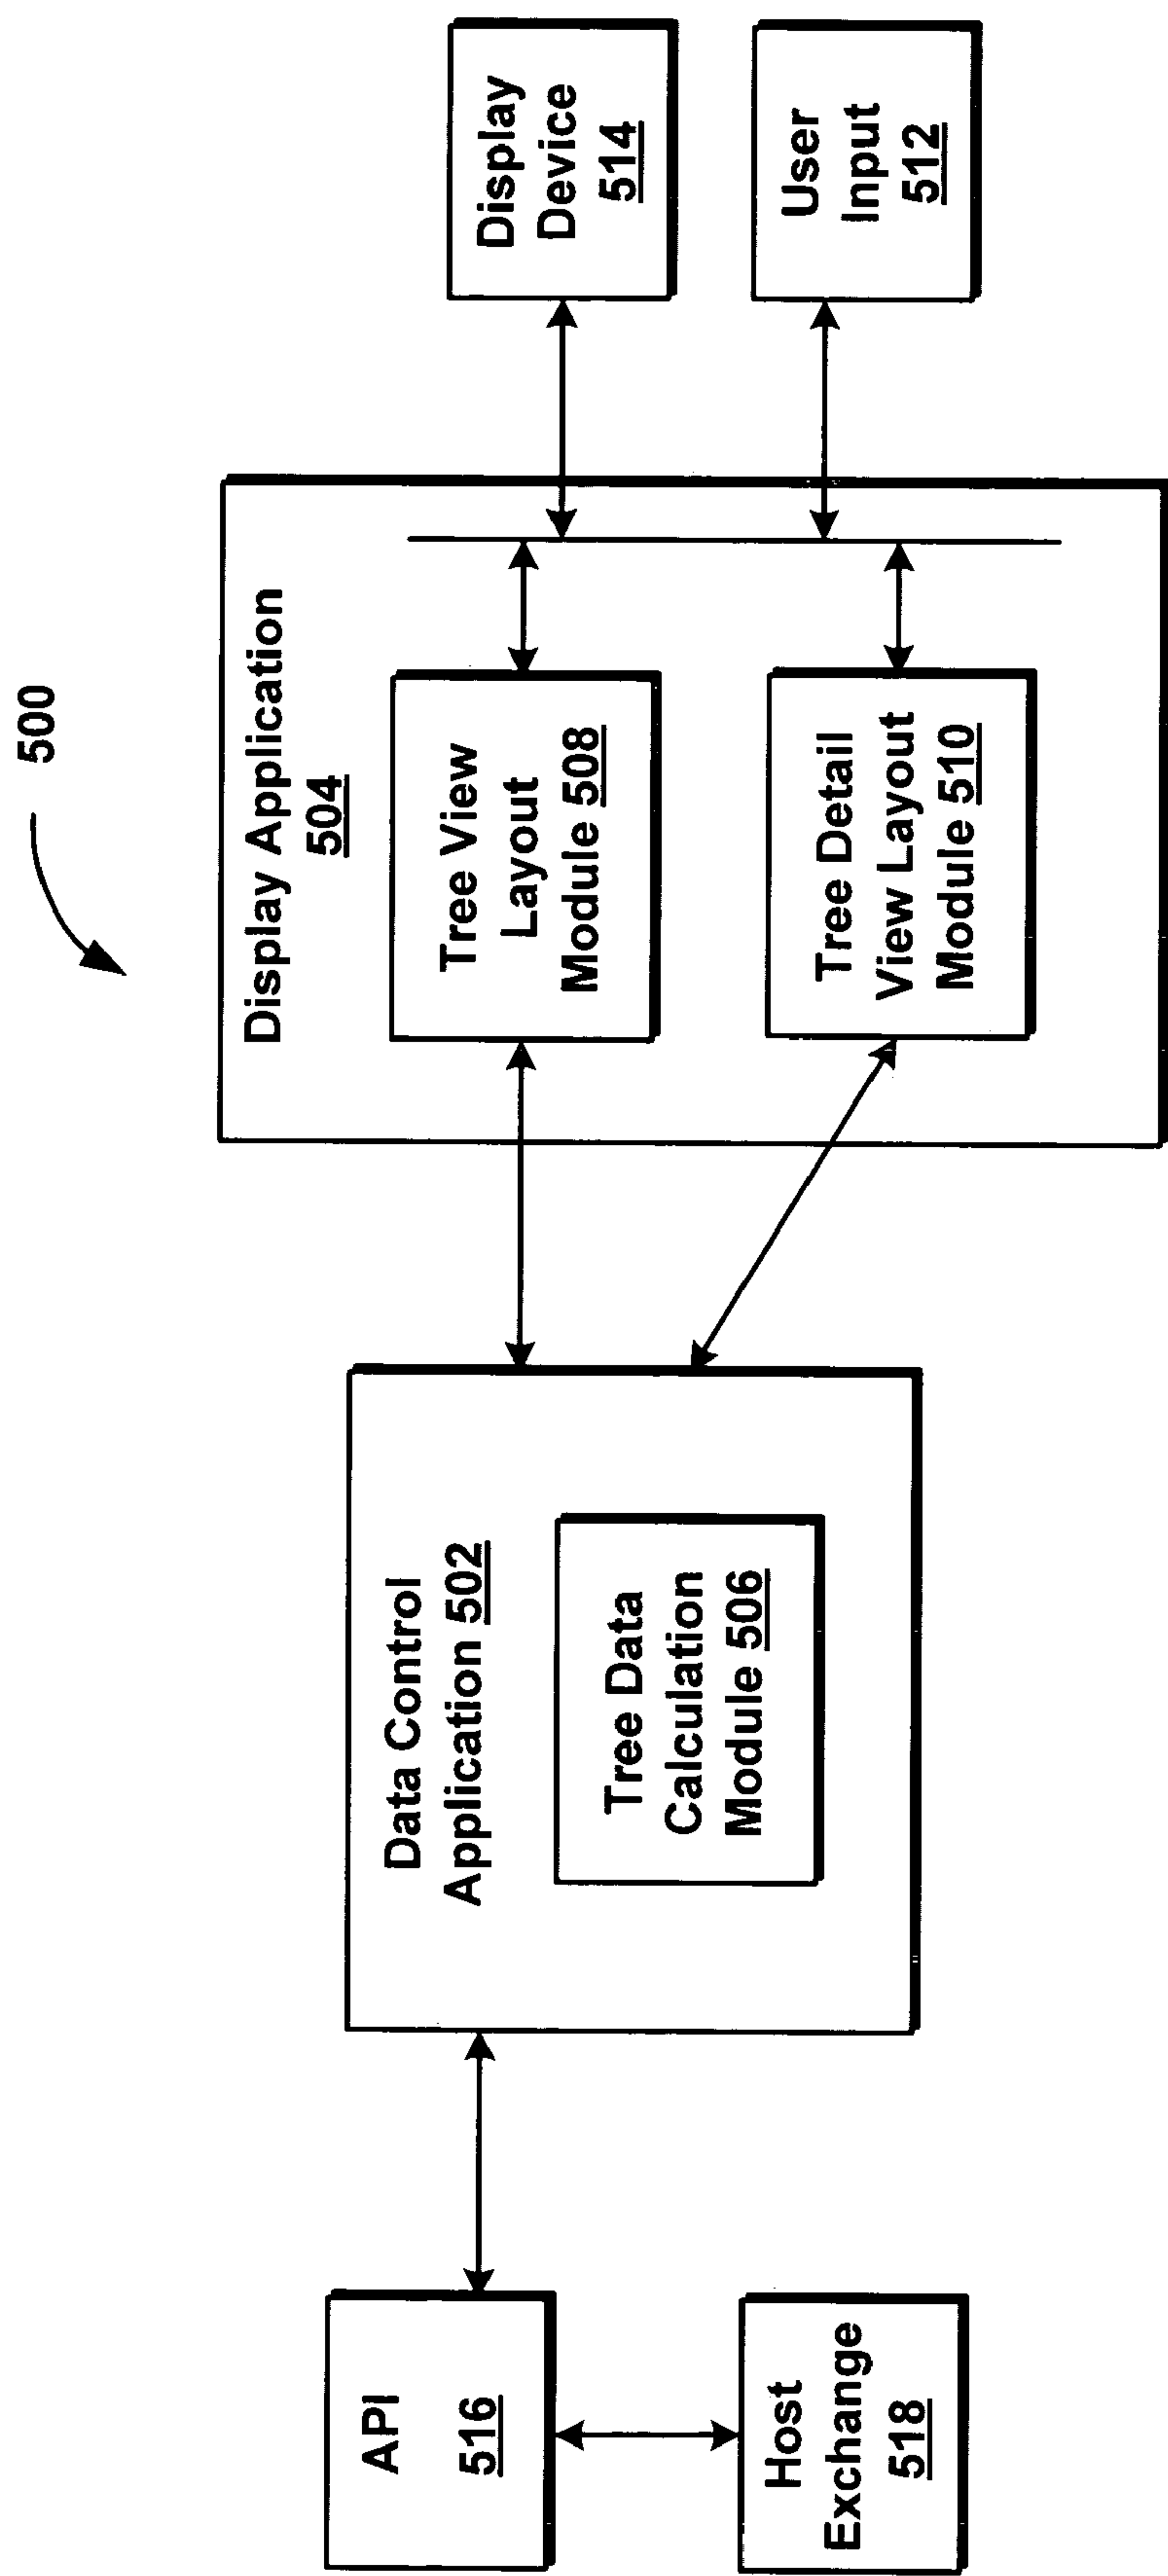 500
API
516
Host
Exchange
518
Data Control
Application 502
Tree Data
Calculation
Module 506
Display Application
504
Tree View
Layout
Module 508
Tree Detail
View Layout
Module 510
Display
Device
514
User
Input
512